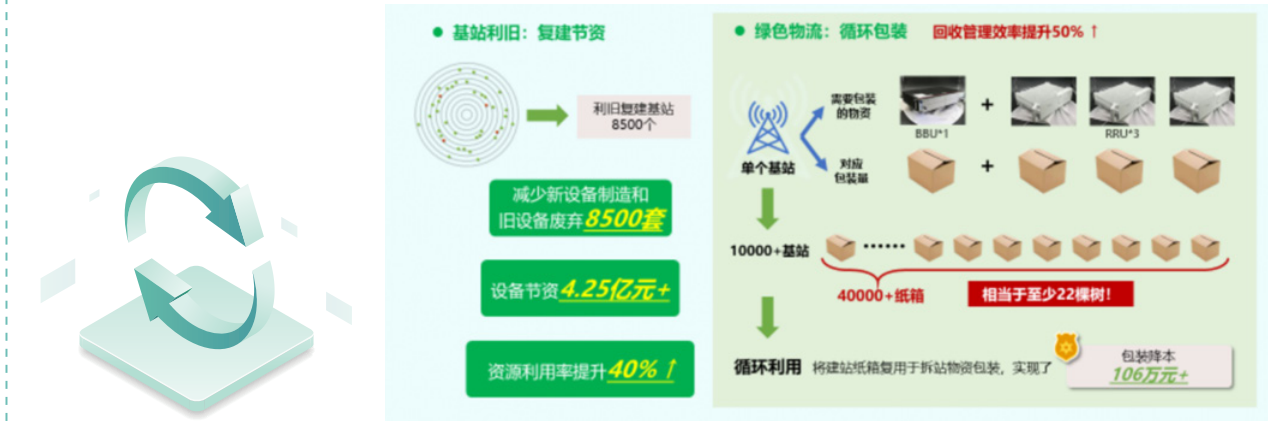 基站利旧：复建节资
利旧复建基站
8500个
减少新设备制造和
旧设备废弃8500套
设备节资4.25亿元+
资源利用率提升40%↑
绿色物流：循环包装
回收管理效率提升50%↑
需要包装
的物资
BBU*1
+
RRU*3
单个基站
对应
包装量
+
10000+基站
······
40000+纸箱
相当于至少22棵树！
循环利用
将建站纸箱复用于拆站物资包装，实现了
包装降本
106万元+